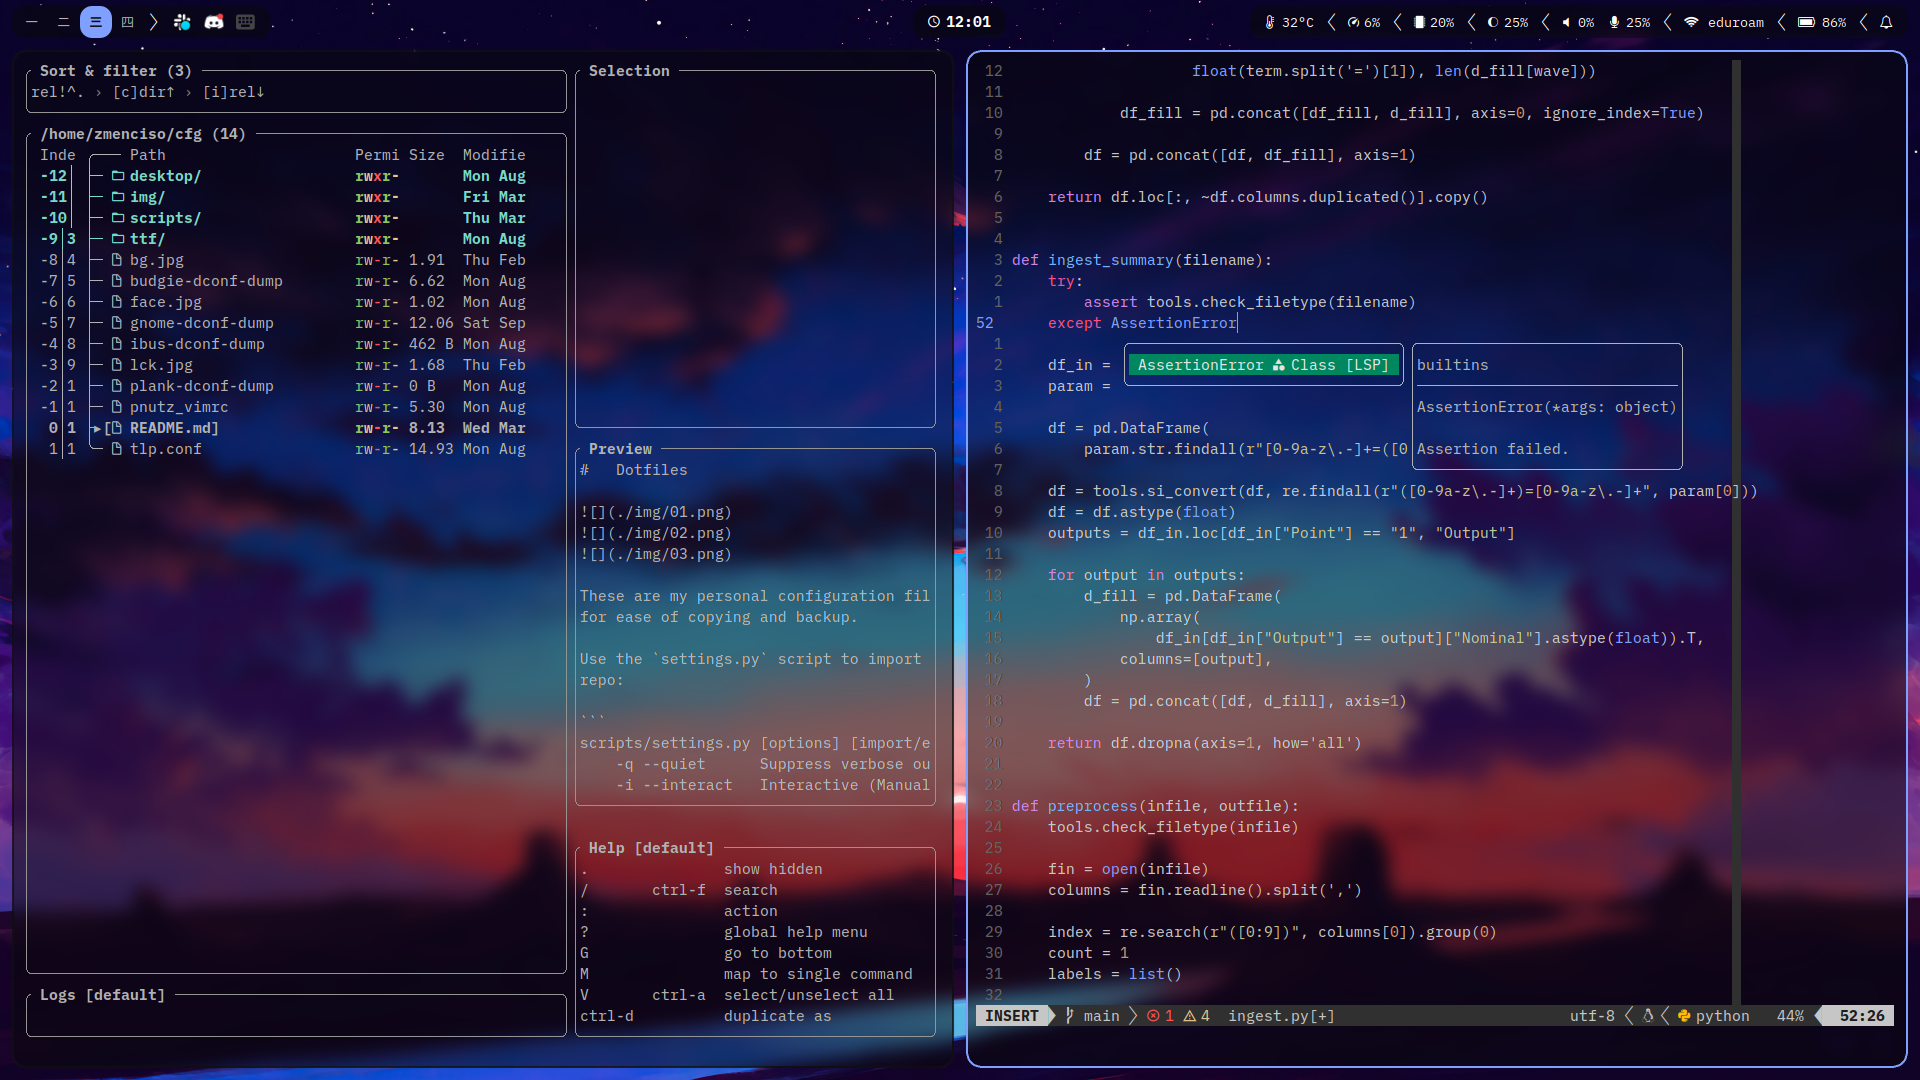 一 二 三 四
12:01
32°C 6% 20% 25% 0% 25% eduroam 86%
Sort & filter (3)
rel!^. › [c]dir↑ › [i]rel↓
/home/zmenciso/cfg (14)
Inde Path Permi Size Modifie
-12 desktop/ rwxr- Mon Aug
-11 img/ rwxr- Fri Mar
-10 scripts/ rwxr- Thu Mar
-9 3 ttf/ rwxr- Mon Aug
-8 4 bg.jpg rw-r- 1.91 Thu Feb
-7 5 budgie-dconf-dump rw-r- 6.62 Mon Aug
-6 6 face.jpg rw-r- 1.02 Mon Aug
-5 7 gnome-dconf-dump rw-r- 12.06 Sat Sep
-4 8 ibus-dconf-dump rw-r- 462 B Mon Aug
-3 9 lck.jpg rw-r- 1.68 Thu Feb
-2 1 plank-dconf-dump rw-r- 0 B Mon Aug
-1 1 pnutz_vimrc rw-r- 5.30 Mon Aug
0 1 [README.md] rw-r- 8.13 Wed Mar
1 1 tlp.conf rw-r- 14.93 Mon Aug
Logs [default]
Selection
Preview
# Dotfiles
![](./img/01.png)
![](./img/02.png)
![](./img/03.png)
These are my personal configuration fil
for ease of copying and backup.
Use the `settings.py` script to import
repo:
```
scripts/settings.py [options] [import/e
-q --quiet Suppress verbose ou
-i --interact Interactive (Manual
Help [default]
. show hidden
/ ctrl-f search
: action
? global help menu
G go to bottom
M map to single command
V ctrl-a select/unselect all
ctrl-d duplicate as
12 float(term.split('=')[1]), len(d_fill[wave]))
11
10 df_fill = pd.concat([df_fill, d_fill], axis=0, ignore_index=True)
9
8 df = pd.concat([df, df_fill], axis=1)
7
6 return df.loc[:, ~df.columns.duplicated()].copy()
5
4
3 def ingest_summary(filename):
2 try:
1 assert tools.check_filetype(filename)
52 except AssertionError
1
2 df_in =
3 param =
4
5 df = pd.DataFrame(
6 param.str.findall(r"[0-9a-z\.-]+=([0
7
8 df = tools.si_convert(df, re.findall(r"([0-9a-z\.-]+)=[0-9a-z\.-]+", param[0]))
9 df = df.astype(float)
10 outputs = df_in.loc[df_in["Point"] == "1", "Output"]
11
12 for output in outputs:
13 d_fill = pd.DataFrame(
14 np.array(
15 df_in[df_in["Output"] == output]["Nominal"].astype(float)).T,
16 columns=[output],
17 )
18 df = pd.concat([df, d_fill], axis=1)
19
20 return df.dropna(axis=1, how='all')
21
22
23 def preprocess(infile, outfile):
24 tools.check_filetype(infile)
25
26 fin = open(infile)
27 columns = fin.readline().split(',')
28
29 index = re.search(r"([0:9])", columns[0]).group(0)
30 count = 1
31 labels = list()
32
AssertionError Class [LSP]
builtins
AssertionError(*args: object)
Assertion failed.
INSERT main 1 4 ingest.py[+] utf-8 python 44% 52:26